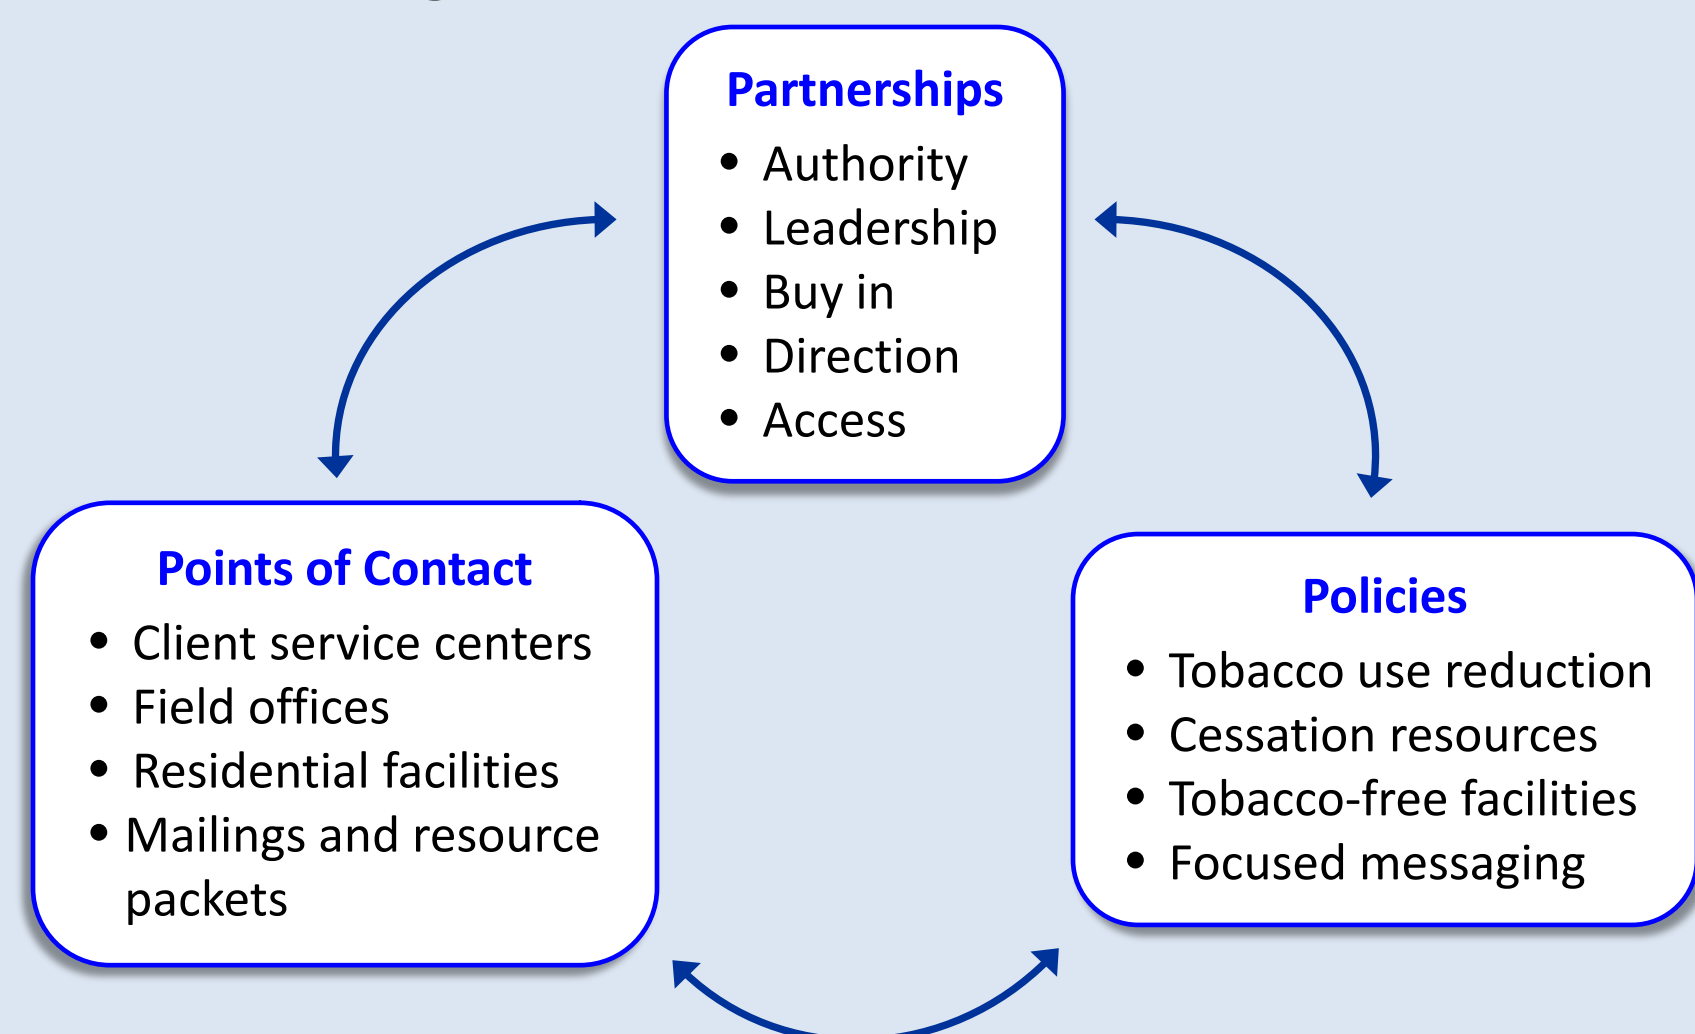 Partnerships
• Authority
• Leadership
• Buy in
• Direction
• Access
Points of Contact
• Client service centers
• Field offices
• Residential facilities
• Mailings and resource
packets
Policies
• Tobacco use reduction
• Cessation resources
• Tobacco-free facilities
• Focused messaging